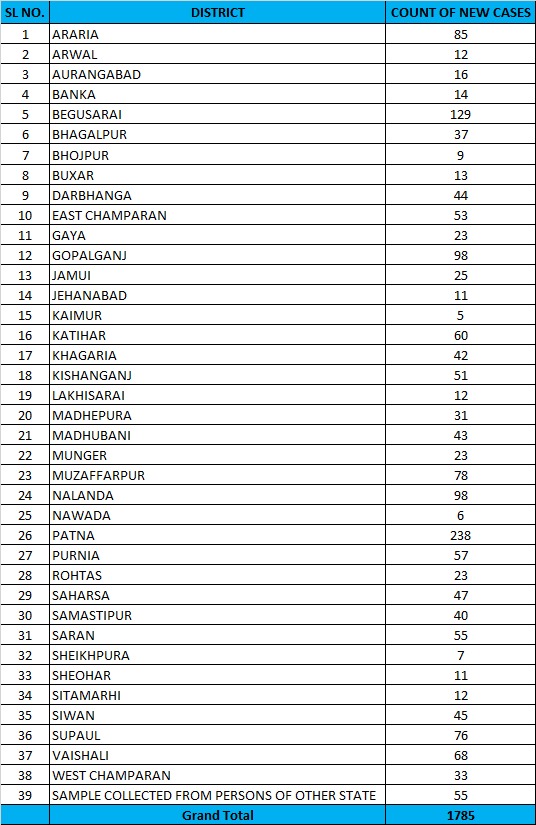 SL NO. DISTRICT COUNT OF NEW CASES
1 ARARIA 85
2 ARWAL 12
3 AURANGABAD 16
4 BANKA 14
5 BEGUSARAI 129
6 BHAGALPUR 37
7 BHOJPUR 9
8 BUXAR 13
9 DARBHANGA 44
10 EAST CHAMPARAN 53
11 GAYA 23
12 GOPALGANJ 98
13 JAMUI 25
14 JEHANABAD 11
15 KAIMUR 5
16 KATIHAR 60
17 KHAGARIA 42
18 KISHANGANJ 51
19 LAKHISARAI 12
20 MADHEPURA 31
21 MADHUBANI 43
22 MUNGER 23
23 MUZAFFARPUR 78
24 NALANDA 98
25 NAWADA 6
26 PATNA 238
27 PURNIA 57
28 ROHTAS 23
29 SAHARSA 47
30 SAMASTIPUR 40
31 SARAN 55
32 SHEIKHPURA 7
33 SHEOHAR 11
34 SITAMARHI 12
35 SIWAN 45
36 SUPAUL 76
37 VAISHALI 68
38 WEST CHAMPARAN 33
39 SAMPLE COLLECTED FROM PERSONS OF OTHER STATE 55
Grand Total 1785